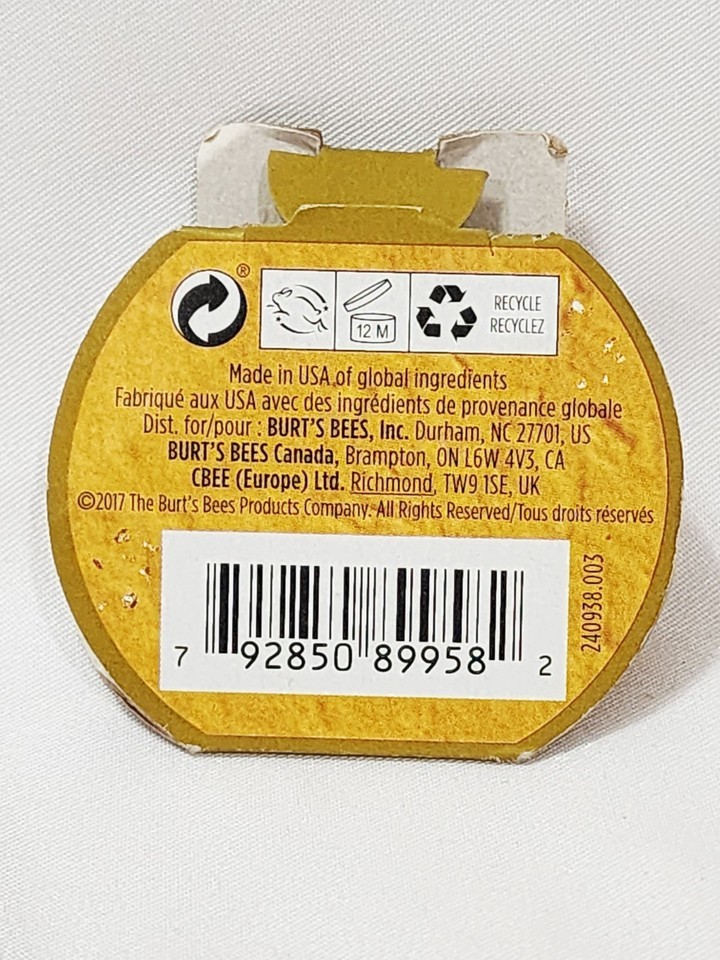 ®
12 M
RECYCLE
RECYCLEZ
Made in USA of global ingredients
Fabriqué aux USA avec des ingrédients de provenance globale
Dist. for/pour : BURT'S BEES, Inc. Durham, NC 27701, US
BURT'S BEES Canada, Brampton, ON L6W 4V3, CA
CBEE (Europe) Ltd. Richmond, TW9 1SE, UK
©2017 The Burt's Bees Products Company. All Rights Reserved/Tous droits réservés
240938.003
7 92850 89958 2